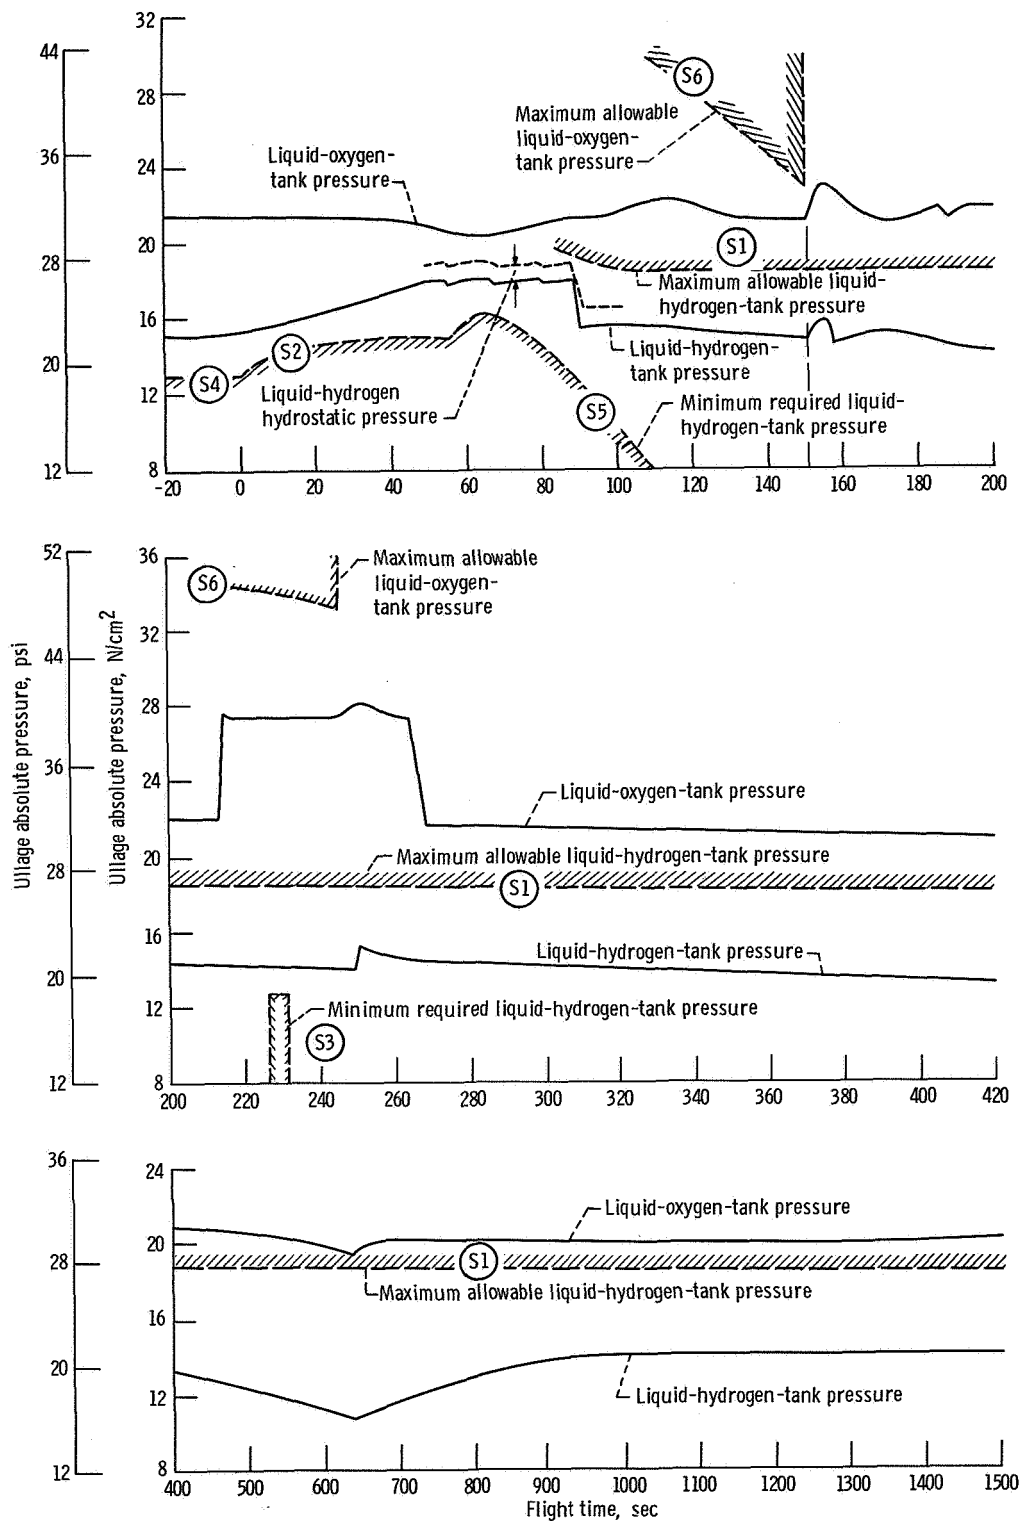 32
44
28
S6
Maximum allowable
liquid-oxygen-
tank pressure
Liquid-oxygen-
tank pressure
36
24
20
28
S1
Maximum allowable liquid-
hydrogen-tank pressure
16
20
S2
Liquid-hydrogen-
tank pressure
S4
12
Liquid-hydrogen
hydrostatic pressure
S5
Minimum required liquid-
hydrogen-tank pressure
12
8
-20 0 20 40 60 80 100 120 140 160 180 200
52
36
S6
Maximum allowable
liquid-oxygen-
tank pressure
Ullage absolute pressure, psi
Ullage absolute pressure, N/cm2
44
32
28
36
24
Liquid-oxygen-tank pressure
28
20
Maximum allowable liquid-hydrogen-tank pressure
S1
16
Liquid-hydrogen-tank pressure
20
12
Minimum required liquid-hydrogen-tank pressure
S3
12
8
200 220 240 260 280 300 320 340 360 380 400 420
36
24
Liquid-oxygen-tank pressure
20
28
S1
Maximum allowable liquid-hydrogen-tank pressure
16
20
12
Liquid-hydrogen-tank pressure
12
8
400 500 600 700 800 900 1000 1100 1200 1300 1400 1500
Flight time, sec